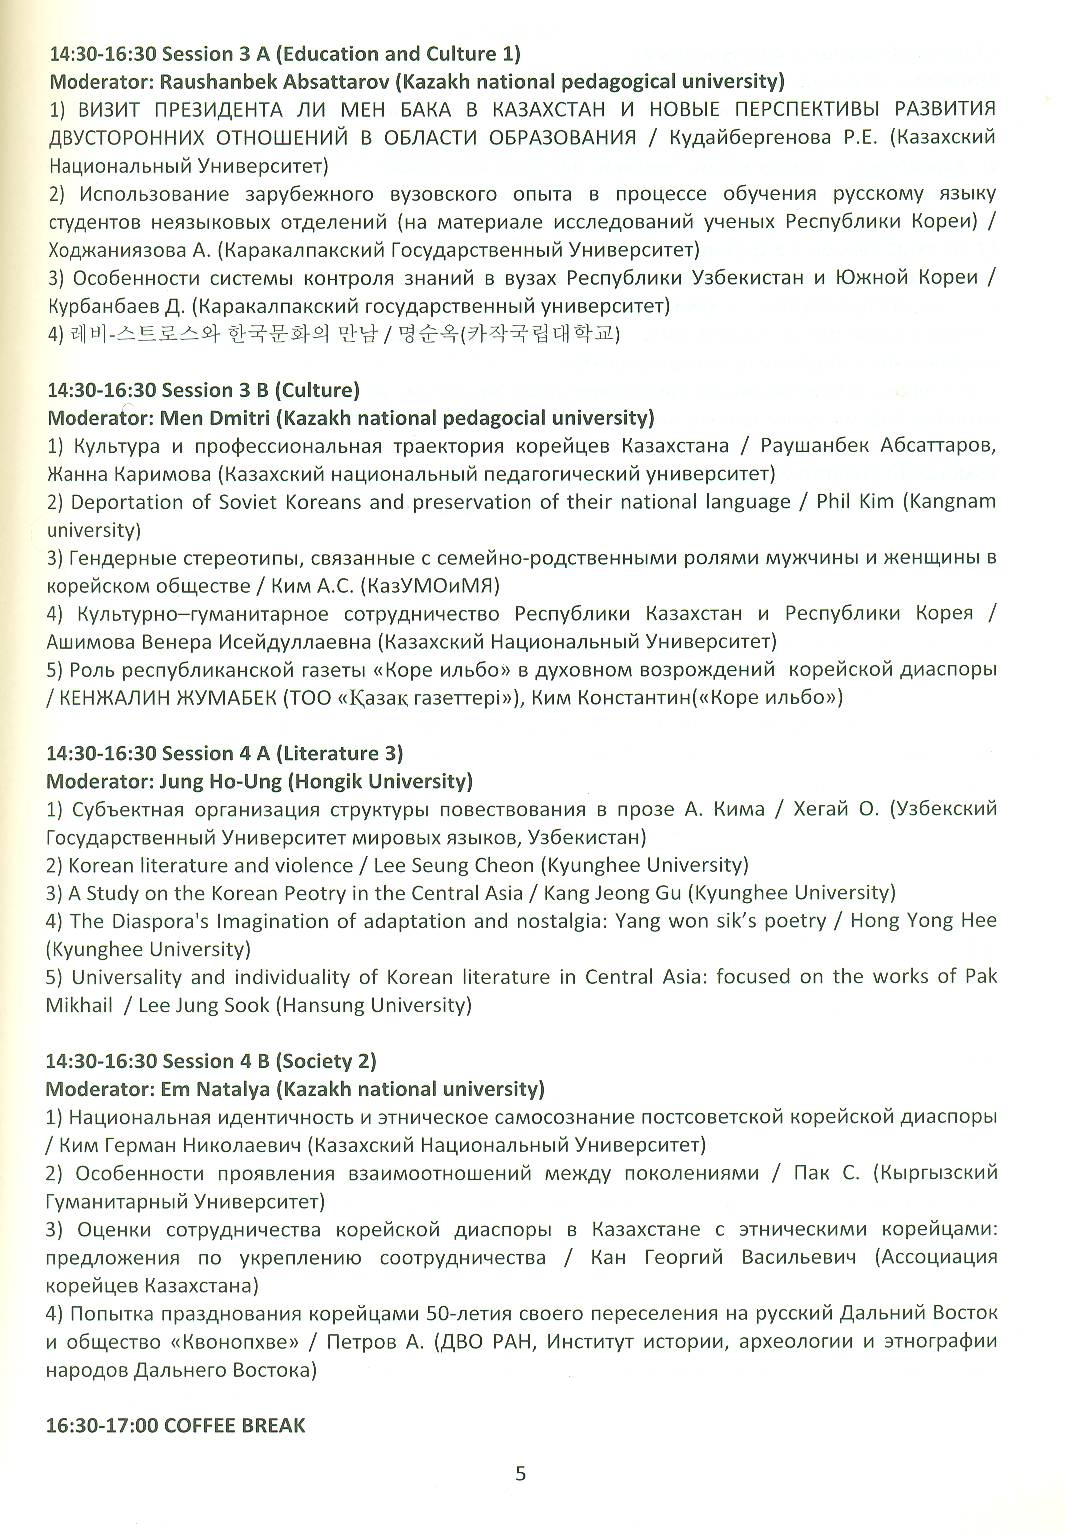 14:30-16:30 Session 3 A (Education and Culture 1)
Moderator: Raushanbek Absattarov (Kazakh national pedagogical university)
1) ВИЗИТ ПРЕЗИДЕНТА ЛИ МЕН БАКА В КАЗАХСТАН И НОВЫЕ ПЕРСПЕКТИВЫ РАЗВИТИЯ
ДВУСТОРОННИХ ОТНОШЕНИЙ В ОБЛАСТИ ОБРАЗОВАНИЯ / Кудайбергенова Р.Е. (Казахский
Национальный Университет)
2) Использование зарубежного вузовского опыта в процессе обучения русскому языку
студентов неязыковых отделений (на материале исследований ученых Республики Кореи) /
Ходжаниязова А. (Каракалпакский Государственный Университет)
3) Особенности системы контроля знаний в вузах Республики Узбекистан и Южной Кореи /
Курбанбаев Д. (Каракалпакский государственный университет)
4) 레비-스트로스와 한국문화의 만남 / 명순옥(카작국립대학교)
14:30-16:30 Session 3 B (Culture)
Moderator: Men Dmitri (Kazakh national pedagocial university)
1) Культура и профессиональная траектория корейцев Казахстана / Раушанбек Абсаттаров,
Жанна Каримова (Казахский национальный педагогический университет)
2) Deportation of Soviet Koreans and preservation of their national language / Phil Kim (Kangnam
university)
3) Гендерные стереотипы, связанные с семейно-родственными ролями мужчины и женщины в
корейском обществе / Ким А.С. (КазУМОиМЯ)
4) Культурно–гуманитарное сотрудничество Республики Казахстан и Республики Корея /
Ашимова Венера Исейдуллаевна (Казахский Национальный Университет)
5) Роль республиканской газеты «Коре ильбо» в духовном возрождений корейской диаспоры
/ КЕНЖАЛИН ЖУМАБЕК (ТОО «Қазақ газеттері»), Ким Константин(«Коре ильбо»)
14:30-16:30 Session 4 A (Literature 3)
Moderator: Jung Ho-Ung (Hongik University)
1) Субъектная организация структуры повествования в прозе А. Кима / Хегай О. (Узбекский
Государственный Университет мировых языков, Узбекистан)
2) Korean literature and violence / Lee Seung Cheon (Kyunghee University)
3) A Study on the Korean Peotry in the Central Asia / Kang Jeong Gu (Kyunghee University)
4) The Diaspora's Imagination of adaptation and nostalgia: Yang won sik’s poetry / Hong Yong Hee
(Kyunghee University)
5) Universality and individuality of Korean literature in Central Asia: focused on the works of Pak
Mikhail / Lee Jung Sook (Hansung University)
14:30-16:30 Session 4 B (Society 2)
Moderator: Em Natalya (Kazakh national university)
1) Национальная идентичность и этническое самосознание постсоветской корейской диаспоры
/ Ким Герман Николаевич (Казахский Национальный Университет)
2) Особенности проявления взаимоотношений между поколениями / Пак С. (Кыргызский
Гуманитарный Университет)
3) Оценки сотрудничества корейской диаспоры в Казахстане с этническими корейцами:
предложения по укреплению соотрудничества / Кан Георгий Васильевич (Ассоциация
корейцев Казахстана)
4) Попытка празднования корейцами 50-летия своего переселения на русский Дальний Восток
и общество «Квонопхве» / Петров А. (ДВО РАН, Институт истории, археологии и этнографии
народов Дальнего Востока)
16:30-17:00 COFFEE BREAK
5